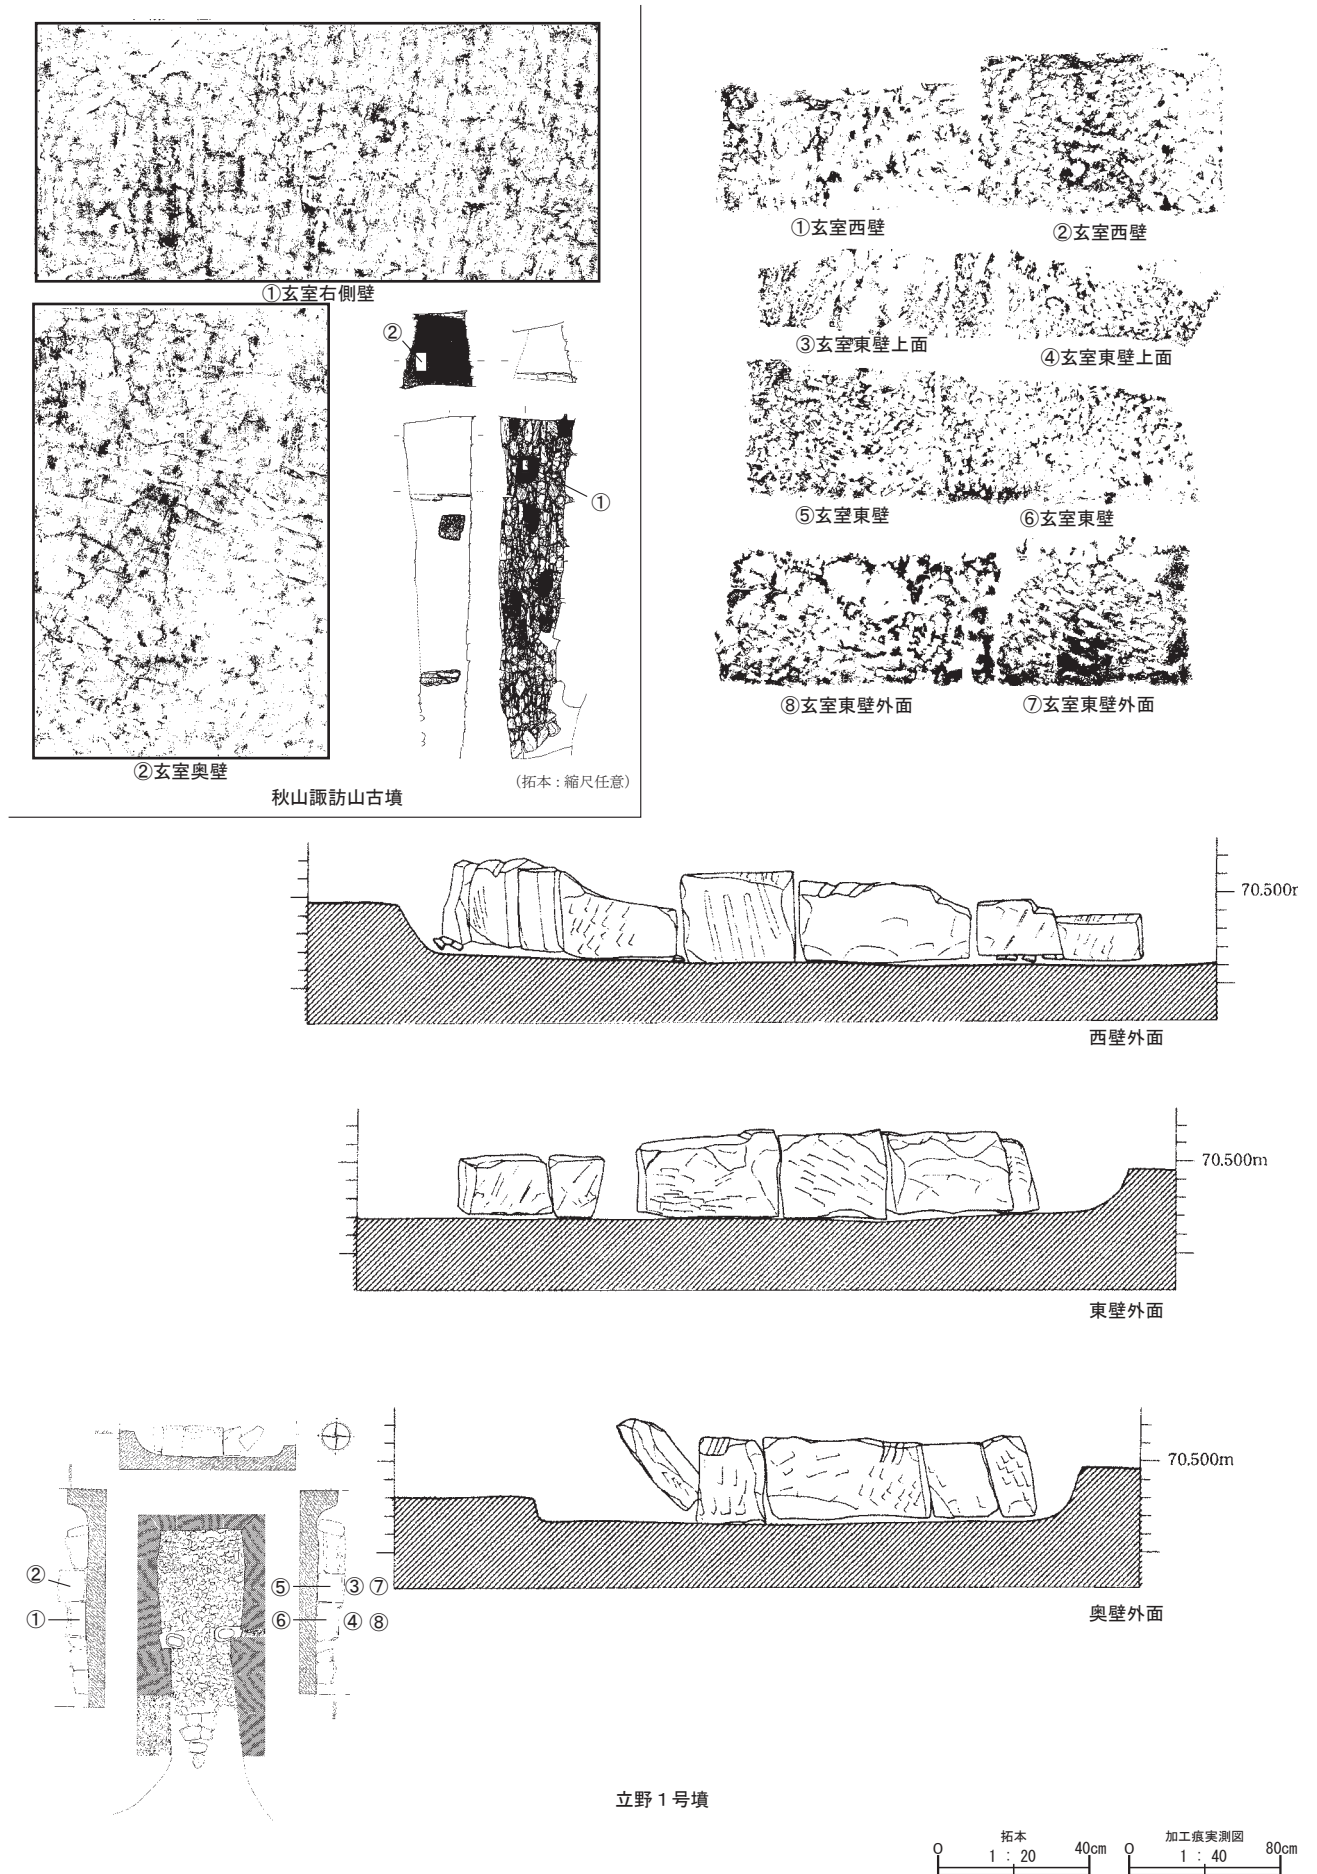 ①玄室右側壁
②
①
②玄室奥壁
(拓本:縮尺任意)
秋山諏訪山古墳
①玄室西壁
②玄室西壁
③玄室東壁上面
④玄室東壁上面
⑤玄室東壁
⑥玄室東壁
⑧玄室東壁外面
⑦玄室東壁外面
70.500m
西壁外面
70.500m
東壁外面
70.500m
奥壁外面
②
①
⑤ ③ ⑦
⑥ ④ ⑧
立野1号墳
拓本
0 1 : 20 40cm
加工痕実測図
0 1 : 40 80cm